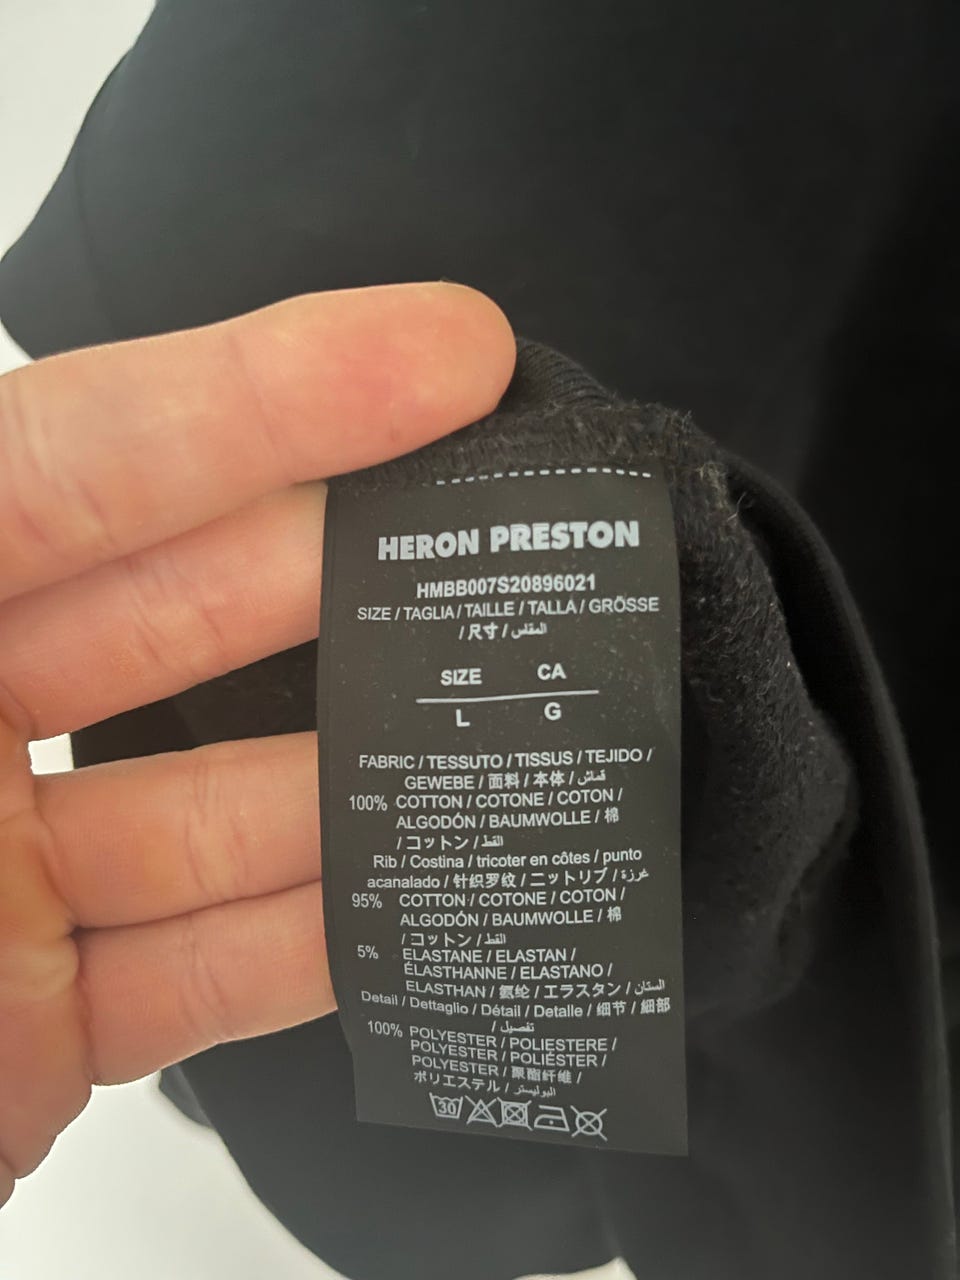 HERON PRESTON
HMBB007S20896021
SIZE / TAGLIA / TAILLE / TALLA / GRÖSSE
/ 尺寸 / المقاس
SIZE CA
L G
FABRIC / TESSUTO / TISSUS / TEJIDO /
GEWEBE / 面料 / 本体 / قماش
100% COTTON / COTONE / COTON /
ALGODÓN / BAUMWOLLE / 棉
/ コットン / القط
Rib / Costina / tricoter en côtes / punto
acanalado / 针织罗纹 / ニットリブ / غرزة
95% COTTON / COTONE / COTON /
ALGODÓN / BAUMWOLLE / 棉
/ コットン / القط
5% ELASTANE / ELASTAN /
ÉLASTHANNE / ELASTANO /
ELASTHAN / 氨纶 / エラスタン / الستان
Detail / Dettaglio / Détail / Detalle / 细节 / 細部
/ تفصيل
100% POLYESTER / POLIESTERE /
POLYESTER / POLIÉSTER /
POLYESTER / 聚酯纤维 /
ポリエステル / البوليستر
30